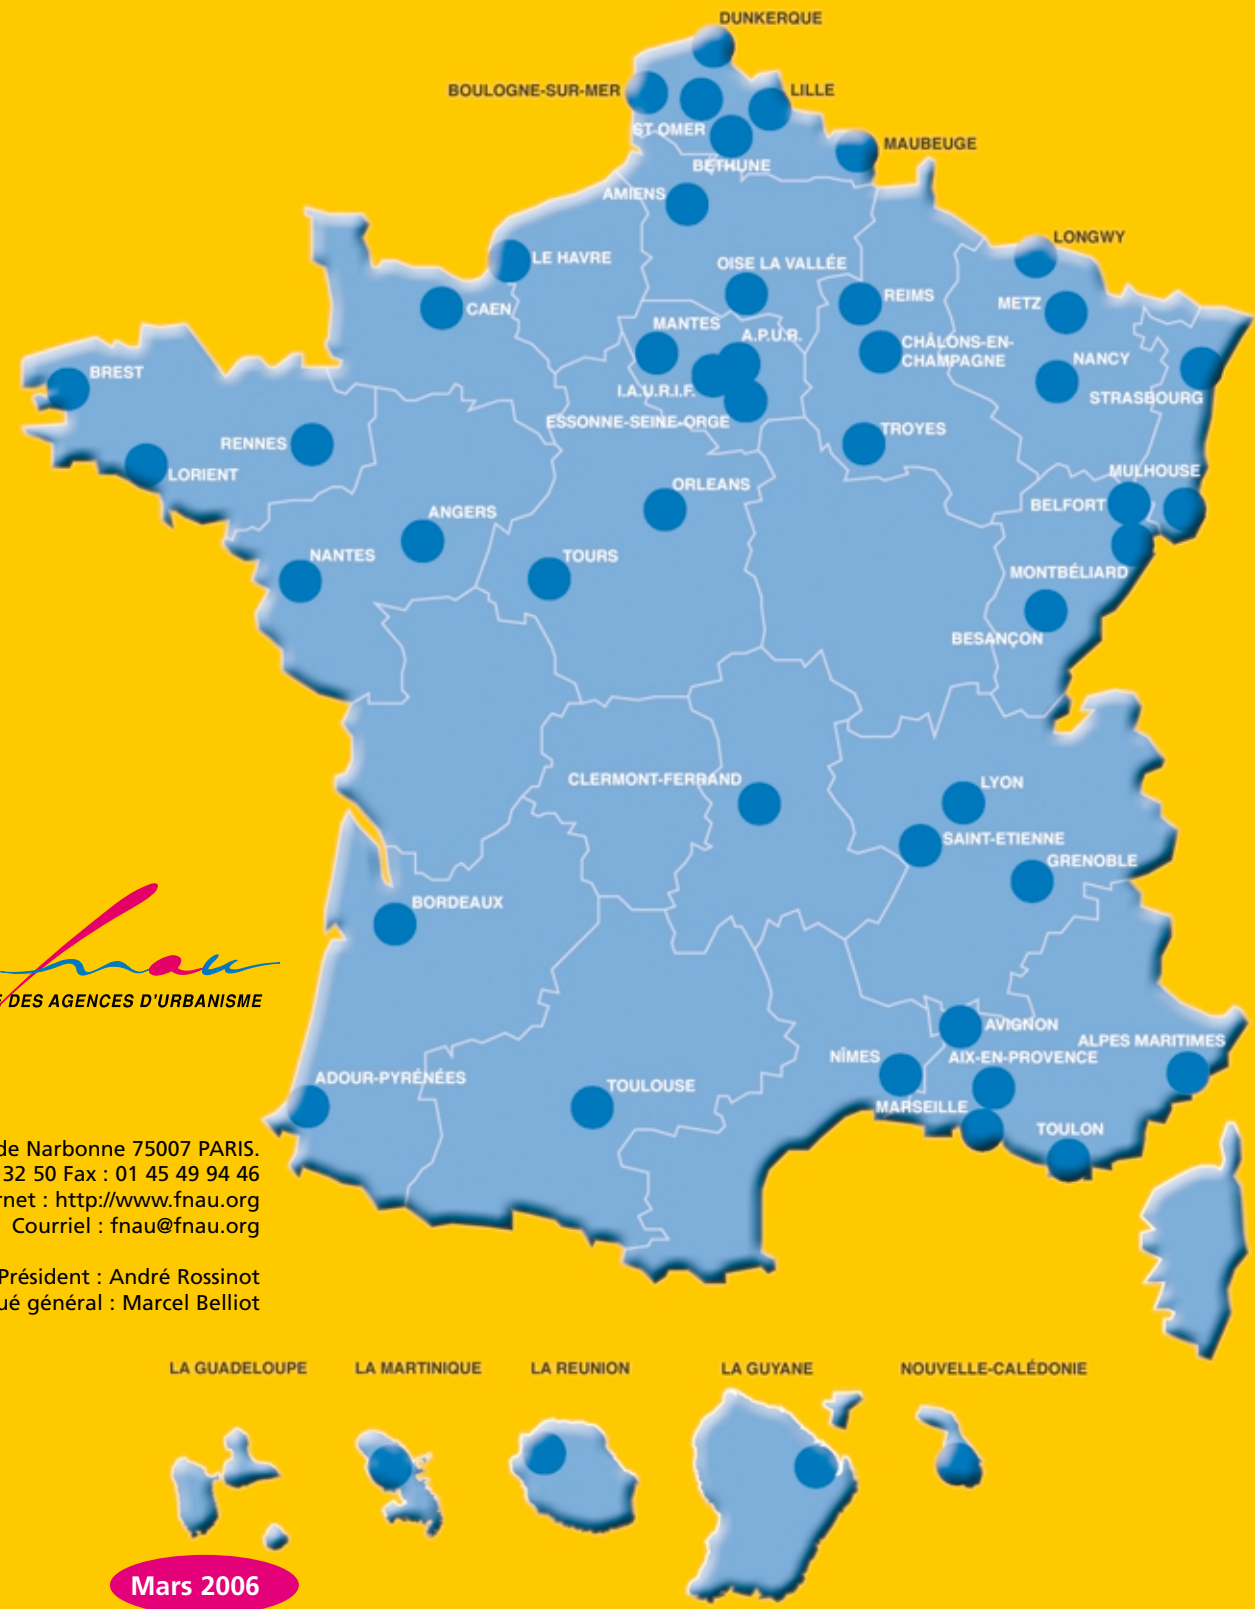 DUNKERQUE
BOULOGNE-SUR-MER
LILLE
ST OMER
MAUBEUGE
BÉTHUNE
AMIENS
LONGWY
LE HAVRE
OISE LA VALLÉE
REIMS
METZ
CAEN
MANTES
A.P.U.R.
CHÂLONS-EN-
CHAMPAGNE
NANCY
BREST
I.A.U.R.I.F.
STRASBOURG
ESSONNE-SEINE-ORGE
TROYES
RENNES
LORIENT
MULHOUSE
ORLEANS
BELFORT
ANGERS
NANTES
TOURS
MONTBÉLIARD
BESANÇON
CLERMONT-FERRAND
LYON
SAINT-ETIENNE
GRENOBLE
BORDEAUX
fnau
DES AGENCES D'URBANISME
AVIGNON
ALPES MARITIMES
NÎMES
AIX-EN-PROVENCE
ADOUR-PYRÉNÉES
TOULOUSE
MARSEILLE
TOULON
de Narbonne 75007 PARIS.
32 50 Fax : 01 45 49 94 46
rnet : http://www.fnau.org
Courriel : fnau@fnau.org
Président : André Rossinot
ué général : Marcel Belliot
LA GUADELOUPE
LA MARTINIQUE
LA REUNION
LA GUYANE
NOUVELLE-CALÉDONIE
Mars 2006